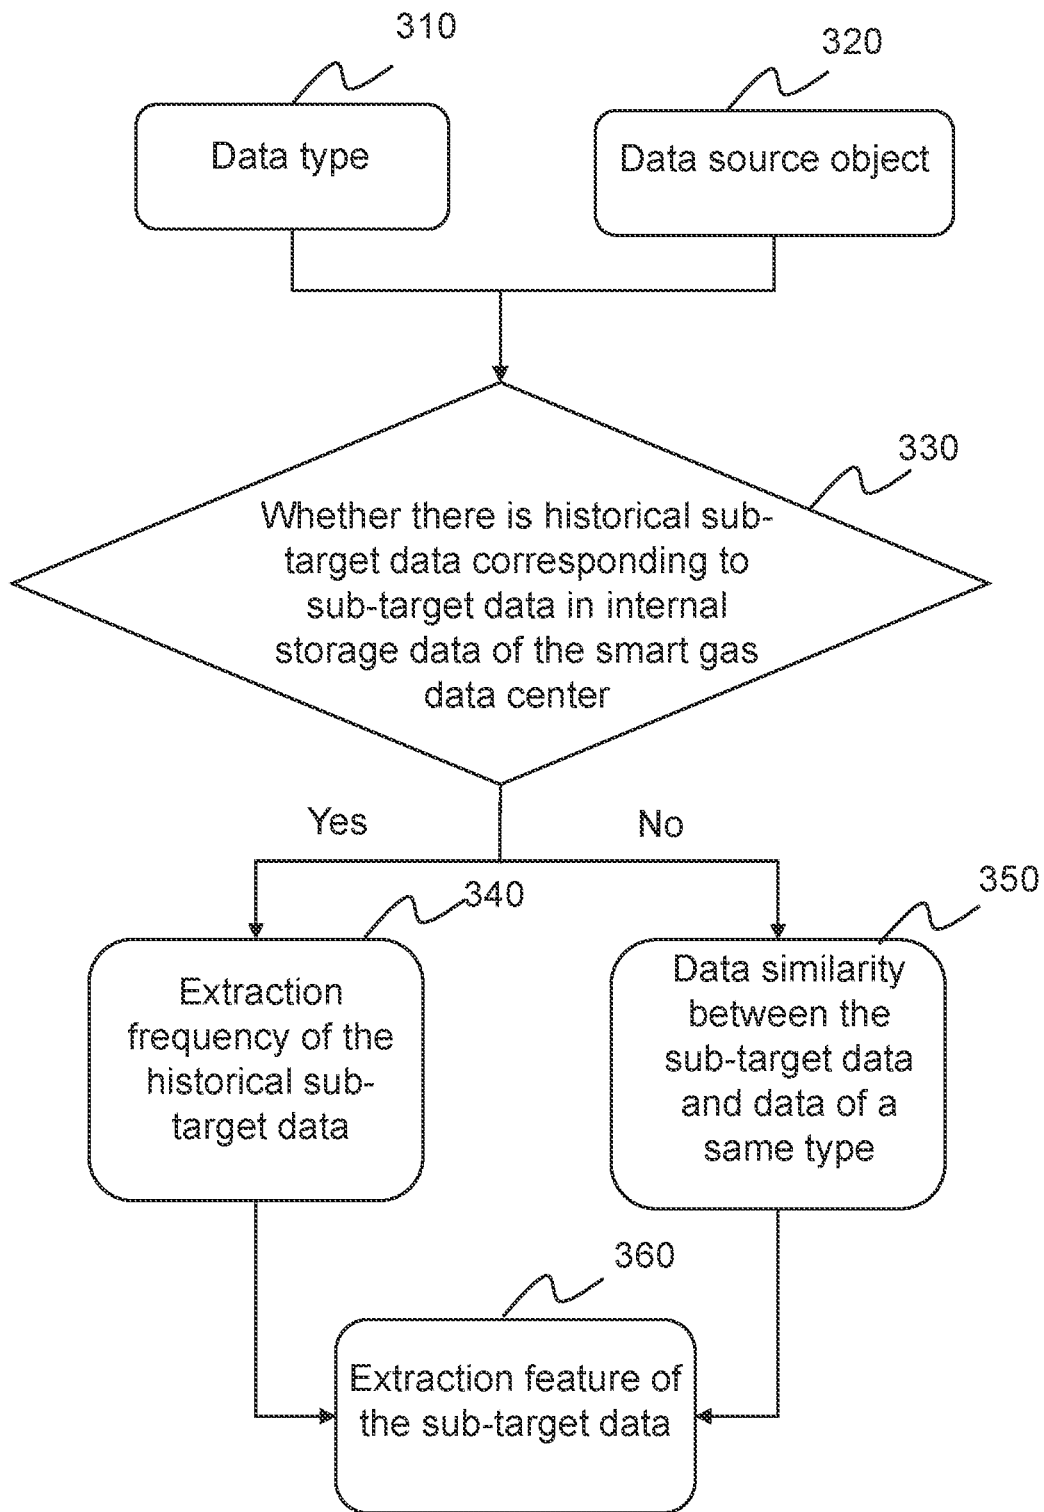 310
320
Data type
Data source object
330
Whether there is historical sub-
target data corresponding to
sub-target data in internal
storage data of the smart gas
data center
Yes
No
340
350
Extraction
frequency of the
historical sub-
target data
Data similarity
between the
sub-target data
and data of a
same type
360
Extraction feature of
the sub-target data